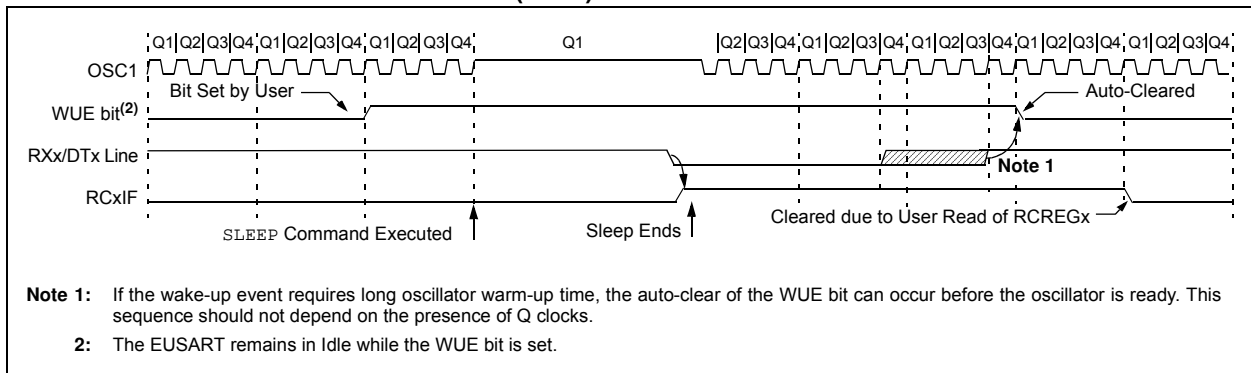 Q1 Q2 Q3 Q4 Q1 Q2 Q3 Q4 Q1 Q2 Q3 Q4 Q1 Q2 Q3 Q4 Q1 Q2 Q3 Q4 Q1 Q2 Q3 Q4 Q1 Q2 Q3 Q4 Q1 Q2 Q3 Q4
OSC1
Bit Set by User
Auto-Cleared
WUE bit(2)
RXx/DTx Line
Note 1
RCxIF
Cleared due to User Read of RCREGx
SLEEP Command Executed
Sleep Ends
Note 1: If the wake-up event requires long oscillator warm-up time, the auto-clear of the WUE bit can occur before the oscillator is ready. This
sequence should not depend on the presence of Q clocks.
2: The EUSART remains in Idle while the WUE bit is set.